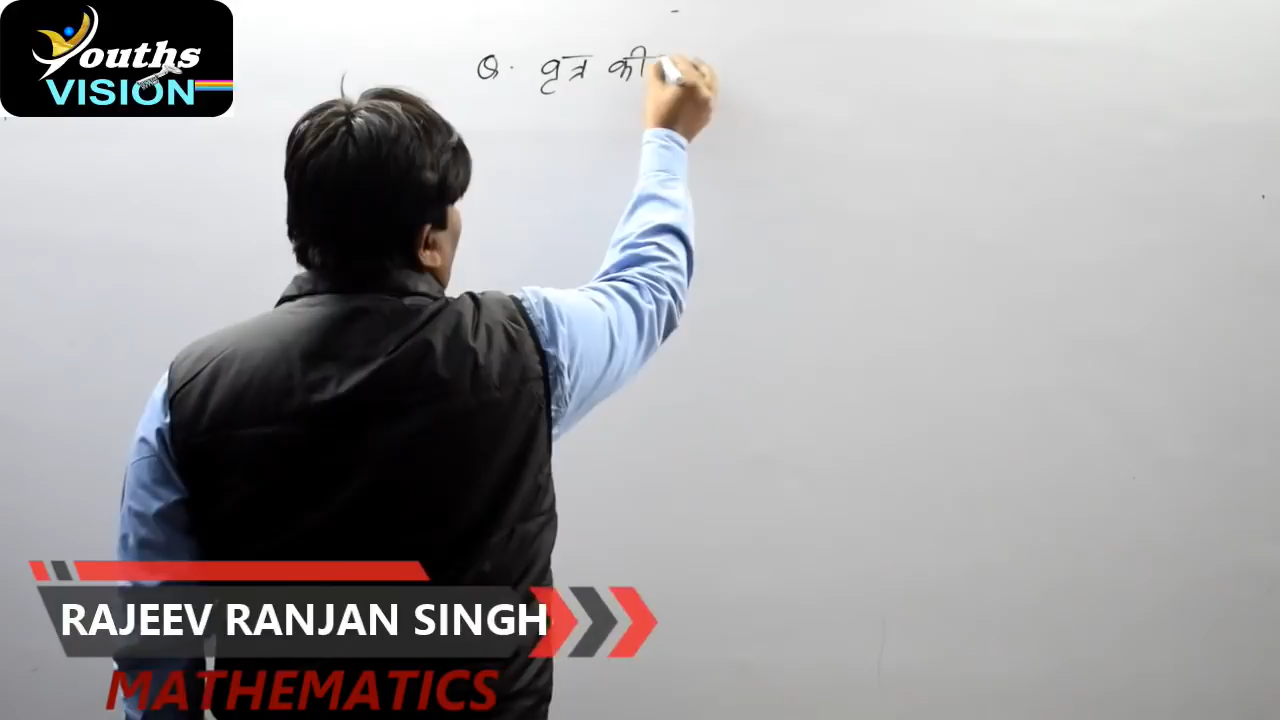 Youths
VISION
Q. वृत्र की
RAJEEV RANJAN SINGH
MATHEMATICS